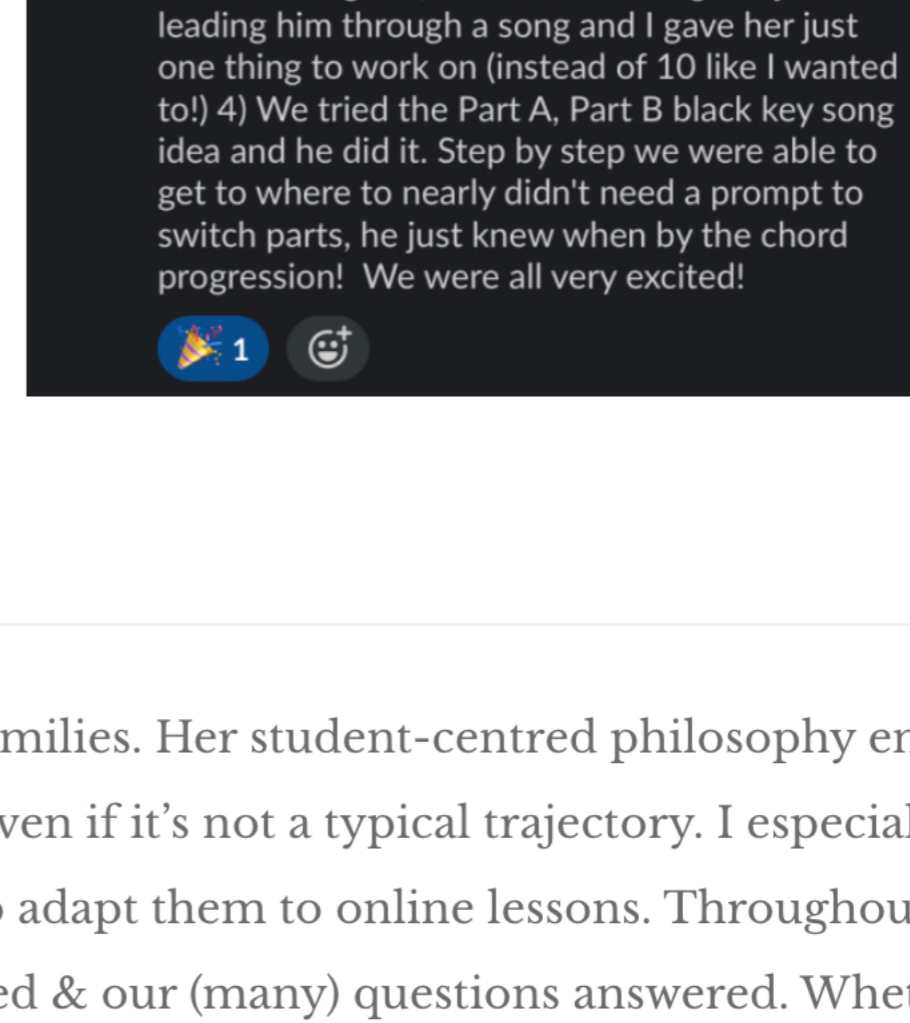 leading him through a song and I gave her just
one thing to work on (instead of 10 like I wanted
to!) 4) We tried the Part A, Part B black key song
idea and he did it. Step by step we were able to
get to where to nearly didn't need a prompt to
switch parts, he just knew when by the chord
progression!  We were all very excited!
1
milies. Her student-centred philosophy en
ven if it’s not a typical trajectory. I especial
o adapt them to online lessons. Throughou
ed & our (many) questions answered. Whet